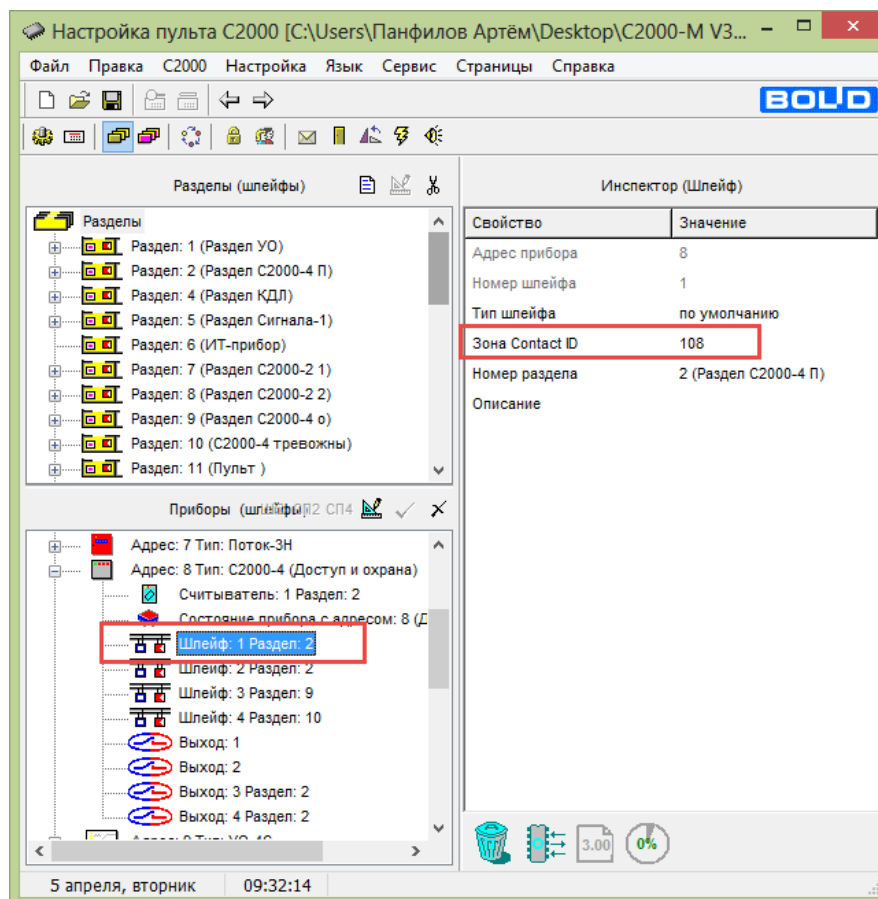 Настройка пульта C2000 [C:\Users\Панфилов Артём\Desktop\C2000-M V3...
Файл Правка C2000 Настройка Язык Сервис Страницы Справка
BOLID
Разделы (шлейфы)
Разделы
Раздел: 1 (Раздел УО)
Раздел: 2 (Раздел С2000-4 П)
Раздел: 4 (Раздел КДЛ)
Раздел: 5 (Раздел Сигнала-1)
Раздел: 6 (ИТ-прибор)
Раздел: 7 (Раздел С2000-2 1)
Раздел: 8 (Раздел С2000-2 2)
Раздел: 9 (Раздел С2000-4 о)
Раздел: 10 (С2000-4 тревожны)
Раздел: 11 (Пульт )
Приборы (шлейфы) СП2 СП4
Адрес: 7 Тип: Поток-3Н
Адрес: 8 Тип: С2000-4 (Доступ и охрана)
Считыватель: 1 Раздел: 2
Состояние прибора с адресом: 8 (Д
Шлейф: 1 Раздел: 2
Шлейф: 2 Раздел: 2
Шлейф: 3 Раздел: 9
Шлейф: 4 Раздел: 10
Выход: 1
Выход: 2
Выход: 3 Раздел: 2
Выход: 4 Раздел: 2
Инспектор (Шлейф)
Свойство Значение
Адрес прибора 8
Номер шлейфа 1
Тип шлейфа по умолчанию
Зона Contact ID 108
Номер раздела 2 (Раздел С2000-4 П)
Описание
3.00 0%
5 апреля, вторник 09:32:14